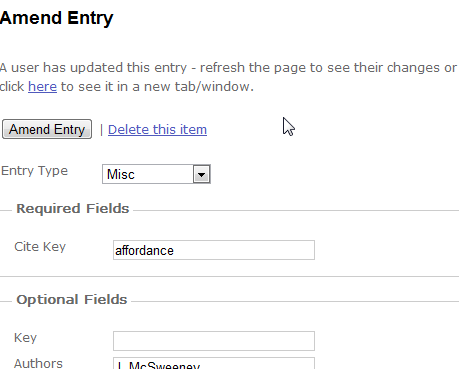 Amend Entry
A user has updated this entry - refresh the page to see their changes or
click here to see it in a new tab/window.
Amend Entry | Delete this item
Entry Type Misc
Required Fields
Cite Key affordance
Optional Fields
Key
Authors J. McSweeney